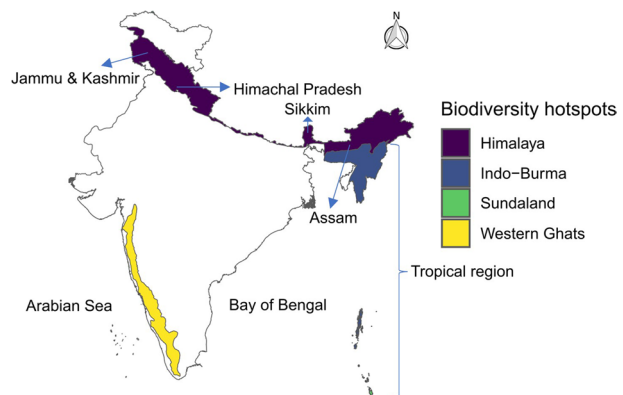 N
Jammu & Kashmir
Himachal Pradesh
Sikkim
Biodiversity hotspots
Himalaya
Indo−Burma
Sundaland
Western Ghats
Assam
Tropical region
Arabian Sea
Bay of Bengal